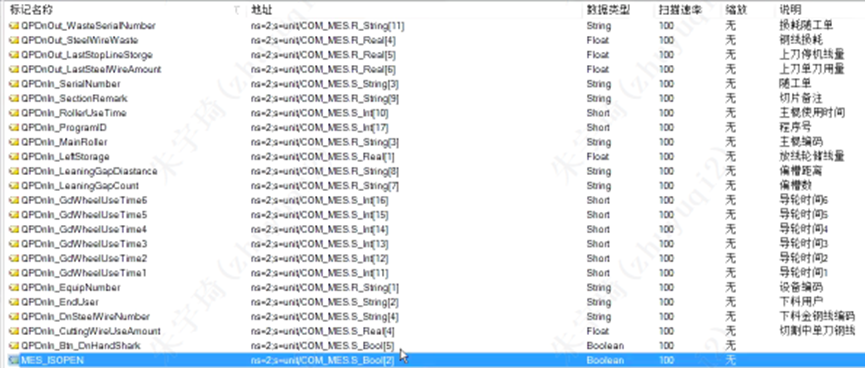 标记名称 地址 数据类型 扫描速率 缩放 说明
QPDnOut_WasteSerialNumber ns=2;s=unit/COM_MES.R_String[11] String 100 无 损耗随工单
QPDnOut_SteelWireWaste ns=2;s=unit/COM_MES.R_Real[4] Float 100 无 钢线损耗
QPDnOut_LastStopLineStorge ns=2;s=unit/COM_MES.R_Real[5] Float 100 无 上刀停机线量
QPDnOut_LastSteelWireAmount ns=2;s=unit/COM_MES.R_Real[6] Float 100 无 上刀单刀用量
QPDnIn_SerialNumber ns=2;s=unit/COM_MES.S_String[3] String 100 无 随工单
QPDnIn_SectionRemark ns=2;s=unit/COM_MES.R_String[9] String 100 无 切片备注
QPDnIn_RollerUseTime ns=2;s=unit/COM_MES.S_Int[10] Short 100 无 主辊使用时间
QPDnIn_ProgramID ns=2;s=unit/COM_MES.S_Int[17] Short 100 无 程序号
QPDnIn_MainRoller ns=2;s=unit/COM_MES.R_String[3] String 100 无 主辊编码
QPDnIn_LeftStorage ns=2;s=unit/COM_MES.S_Real[1] Float 100 无 放线轮储线量
QPDnIn_LeaningGapDiastance ns=2;s=unit/COM_MES.R_String[8] String 100 无 偏槽距离
QPDnIn_LeaningGapCount ns=2;s=unit/COM_MES.R_String[7] String 100 无 偏槽数
QPDnIn_GdWheelUseTime6 ns=2;s=unit/COM_MES.S_Int[16] Short 100 无 导轮时间6
QPDnIn_GdWheelUseTime5 ns=2;s=unit/COM_MES.S_Int[15] Short 100 无 导轮时间5
QPDnIn_GdWheelUseTime4 ns=2;s=unit/COM_MES.S_Int[14] Short 100 无 导轮时间4
QPDnIn_GdWheelUseTime3 ns=2;s=unit/COM_MES.S_Int[13] Short 100 无 导轮时间3
QPDnIn_GdWheelUseTime2 ns=2;s=unit/COM_MES.S_Int[12] Short 100 无 导轮时间2
QPDnIn_GdWheelUseTime1 ns=2;s=unit/COM_MES.S_Int[11] Short 100 无 导轮时间1
QPDnIn_EquipNumber ns=2;s=unit/COM_MES.R_String[1] String 100 无 设备编码
QPDnIn_EndUser ns=2;s=unit/COM_MES.S_String[2] String 100 无 下料用户
QPDnIn_DnSteelWireNumber ns=2;s=unit/COM_MES.S_String[4] String 100 无 下料金钢线编码
QPDnIn_CuttingWireUseAmount ns=2;s=unit/COM_MES.S_Real[4] Float 100 无 切割中单刀钢线
QPDnIn_Btn_DnHandShark ns=2;s=unit/COM_MES.S_Bool[5] Boolean 100 无
MES_ISOPEN ns=2;s=unit/COM_MES.S_Bool[2] Boolean 100 无